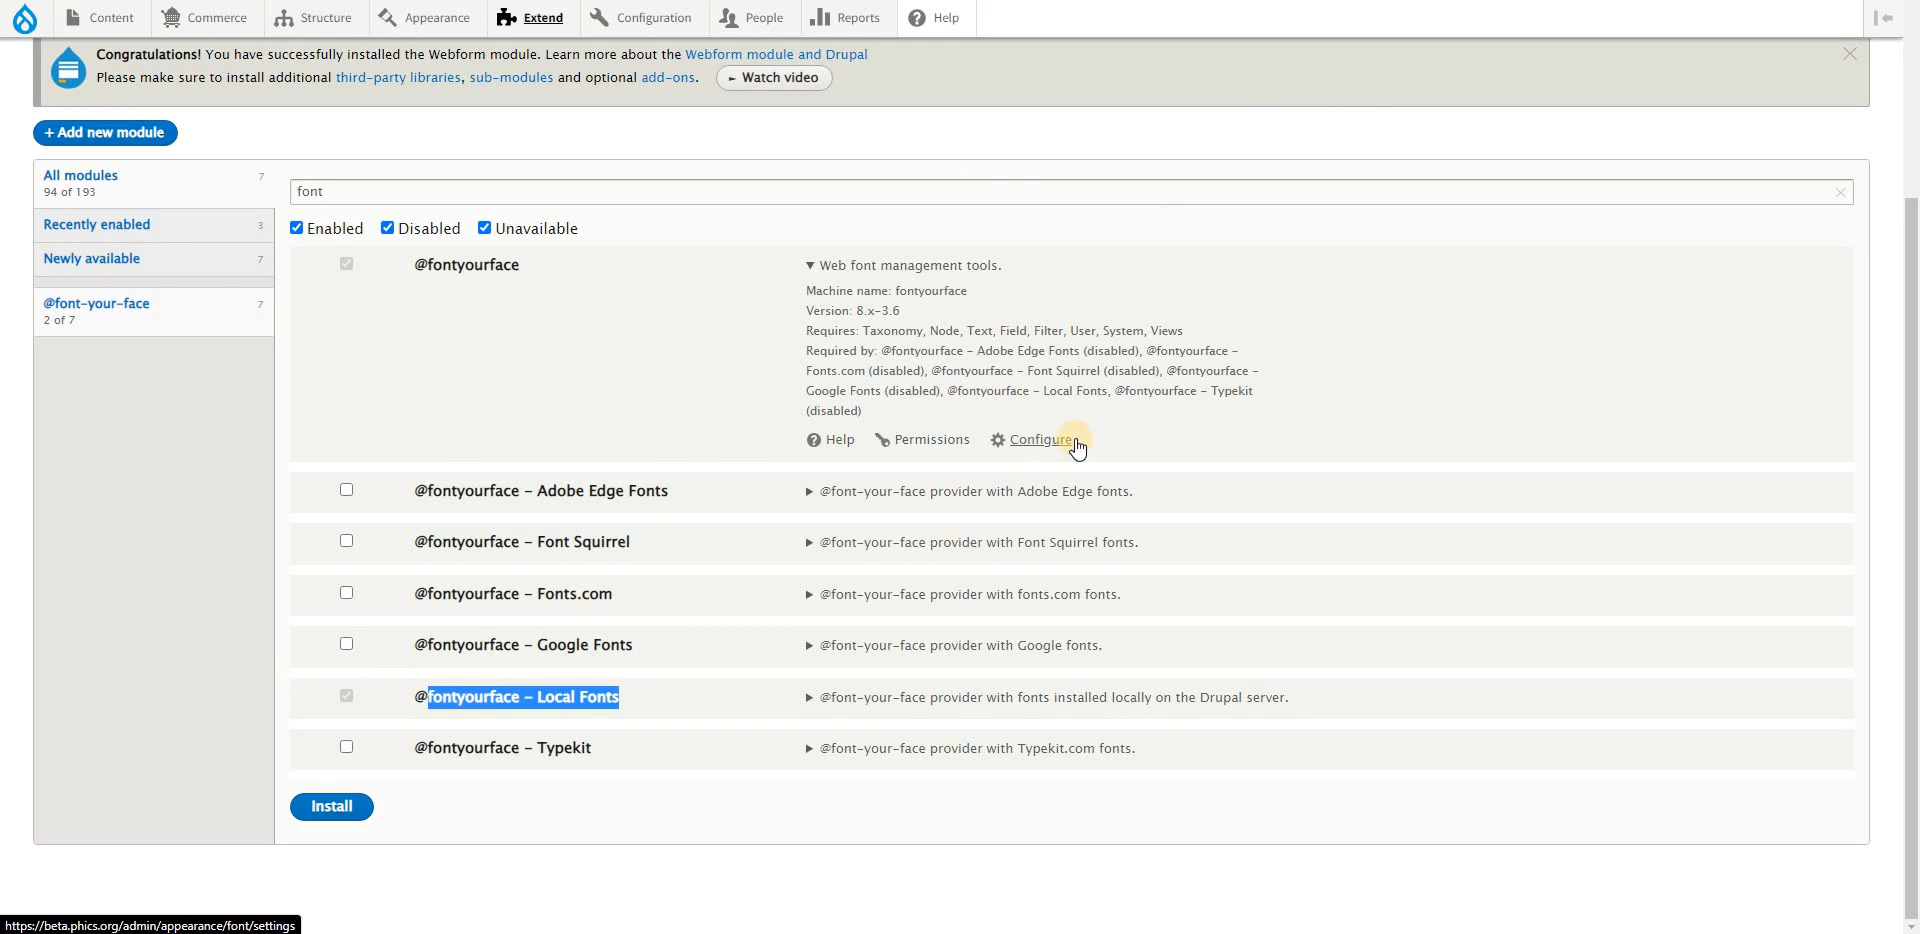 Content Commerce Structure Appearance Extend Configuration People Reports Help
Congratulations! You have successfully installed the Webform module. Learn more about the Webform module and Drupal
Please make sure to install additional third-party libraries, sub-modules and optional add-ons. ► Watch video
+ Add new module
All modules 7
94 of 193
Recently enabled 3
Newly available 7
@font-your-face 7
2 of 7
font
Enabled Disabled Unavailable
@fontyourface ▼ Web font management tools.
Machine name: fontyourface
Version: 8.x-3.6
Requires: Taxonomy, Node, Text, Field, Filter, User, System, Views
Required by: @fontyourface - Adobe Edge Fonts (disabled), @fontyourface -
Fonts.com (disabled), @fontyourface - Font Squirrel (disabled), @fontyourface -
Google Fonts (disabled), @fontyourface - Local Fonts, @fontyourface - Typekit
(disabled)
Help Permissions Configure
@fontyourface - Adobe Edge Fonts ► @font-your-face provider with Adobe Edge fonts.
@fontyourface - Font Squirrel ► @font-your-face provider with Font Squirrel fonts.
@fontyourface - Fonts.com ► @font-your-face provider with fonts.com fonts.
@fontyourface - Google Fonts ► @font-your-face provider with Google fonts.
@fontyourface - Local Fonts ► @font-your-face provider with fonts installed locally on the Drupal server.
@fontyourface - Typekit ► @font-your-face provider with Typekit.com fonts.
Install
https://beta.phics.org/admin/appearance/font/settings